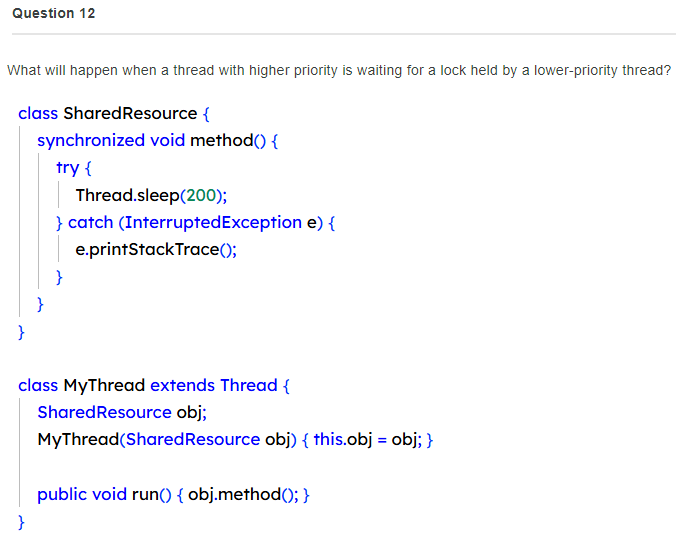 Question 12
What will happen when a thread with higher priority is waiting for a lock held by a lower-priority thread?
class SharedResource {
synchronized void method() {
try {
Thread.sleep(200);
} catch (InterruptedException e) {
e.printStackTrace();
}
}
}
class MyThread extends Thread {
SharedResource obj;
MyThread(SharedResource obj) { this.obj = obj; }
public void run() { obj.method(); }
}